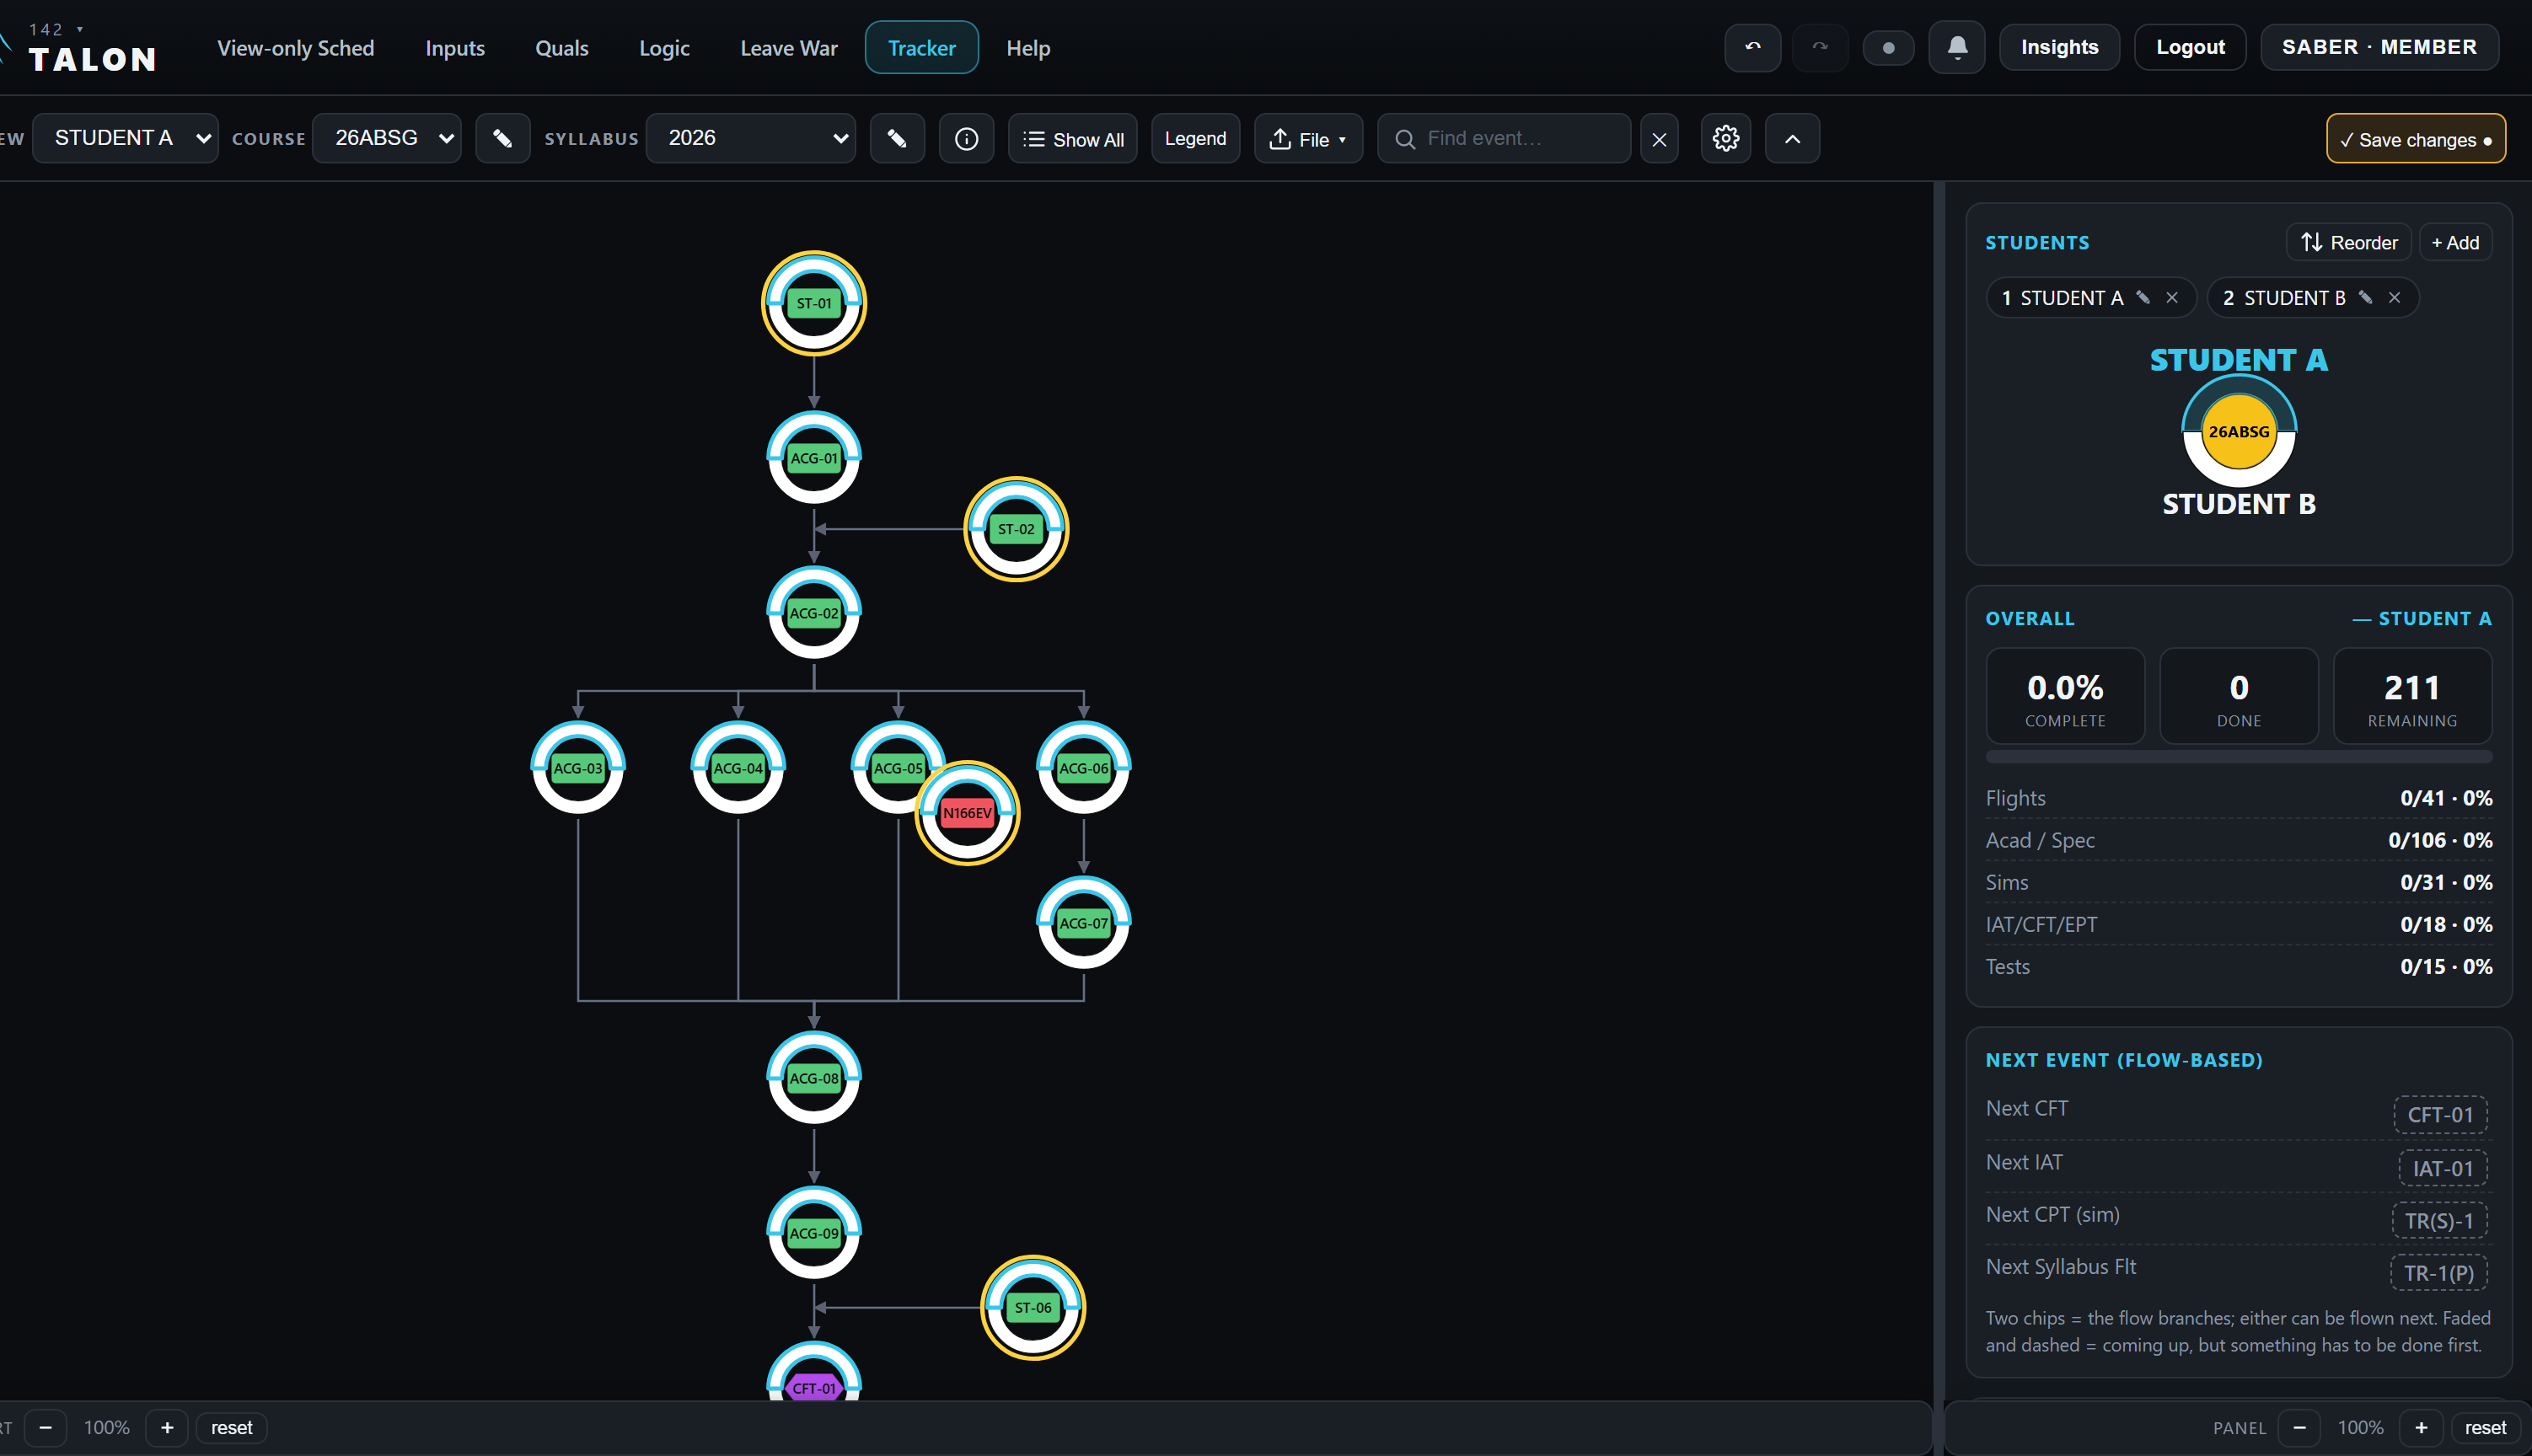 142 ▾
TALON
View-only Sched
Inputs
Quals
Logic
Leave War
Tracker
Help
Insights
Logout
SABER · MEMBER
EW
STUDENT A
COURSE
26ABSG
SYLLABUS
2026
Show All
Legend
File ▾
Find event…
✓ Save changes ●
ST-01
ACG-01
ST-02
ACG-02
ACG-03
ACG-04
ACG-05
ACG-06
N166EV
ACG-07
ACG-08
ACG-09
ST-06
CFT-01
STUDENTS
Reorder
+ Add
1 STUDENT A
2 STUDENT B
STUDENT A
26ABSG
STUDENT B
OVERALL
— STUDENT A
0.0%
COMPLETE
0
DONE
211
REMAINING
Flights 0/41 · 0%
Acad / Spec 0/106 · 0%
Sims 0/31 · 0%
IAT/CFT/EPT 0/18 · 0%
Tests 0/15 · 0%
NEXT EVENT (FLOW-BASED)
Next CFT CFT-01
Next IAT IAT-01
Next CPT (sim) TR(S)-1
Next Syllabus Flt TR-1(P)
Two chips = the flow branches; either can be flown next. Faded
and dashed = coming up, but something has to be done first.
RT − 100% + reset
PANEL − 100% + reset